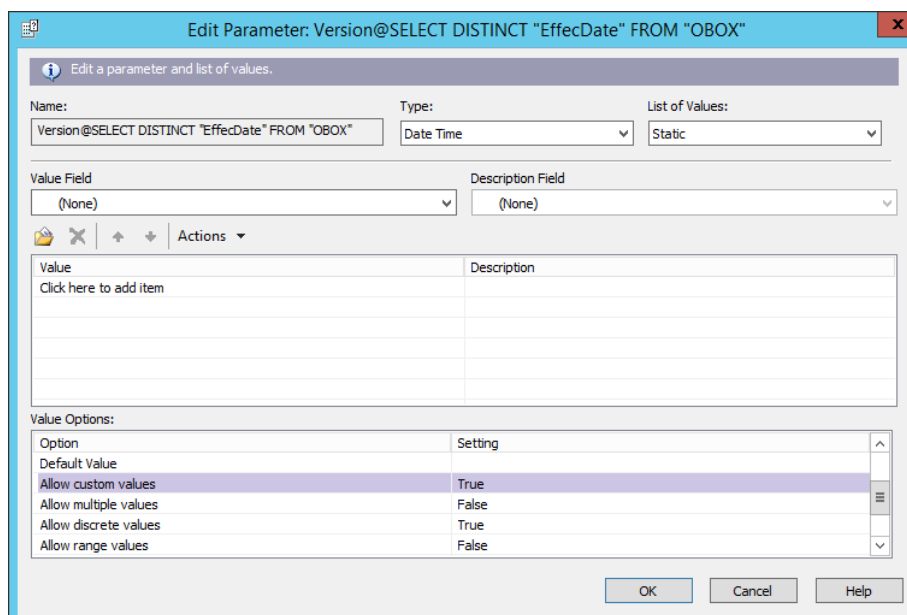 Edit Parameter: Version@SELECT DISTINCT "EffecDate" FROM "OBOX"
x
Edit a parameter and list of values.
Name: Type: List of Values:
Version@SELECT DISTINCT "EffecDate" FROM "OBOX" Date Time Static
Value Field Description Field
(None) (None)
Actions
Value Description
Click here to add item
Value Options:
Option Setting
Default Value
Allow custom values True
Allow multiple values False
Allow discrete values True
Allow range values False
OK Cancel Help